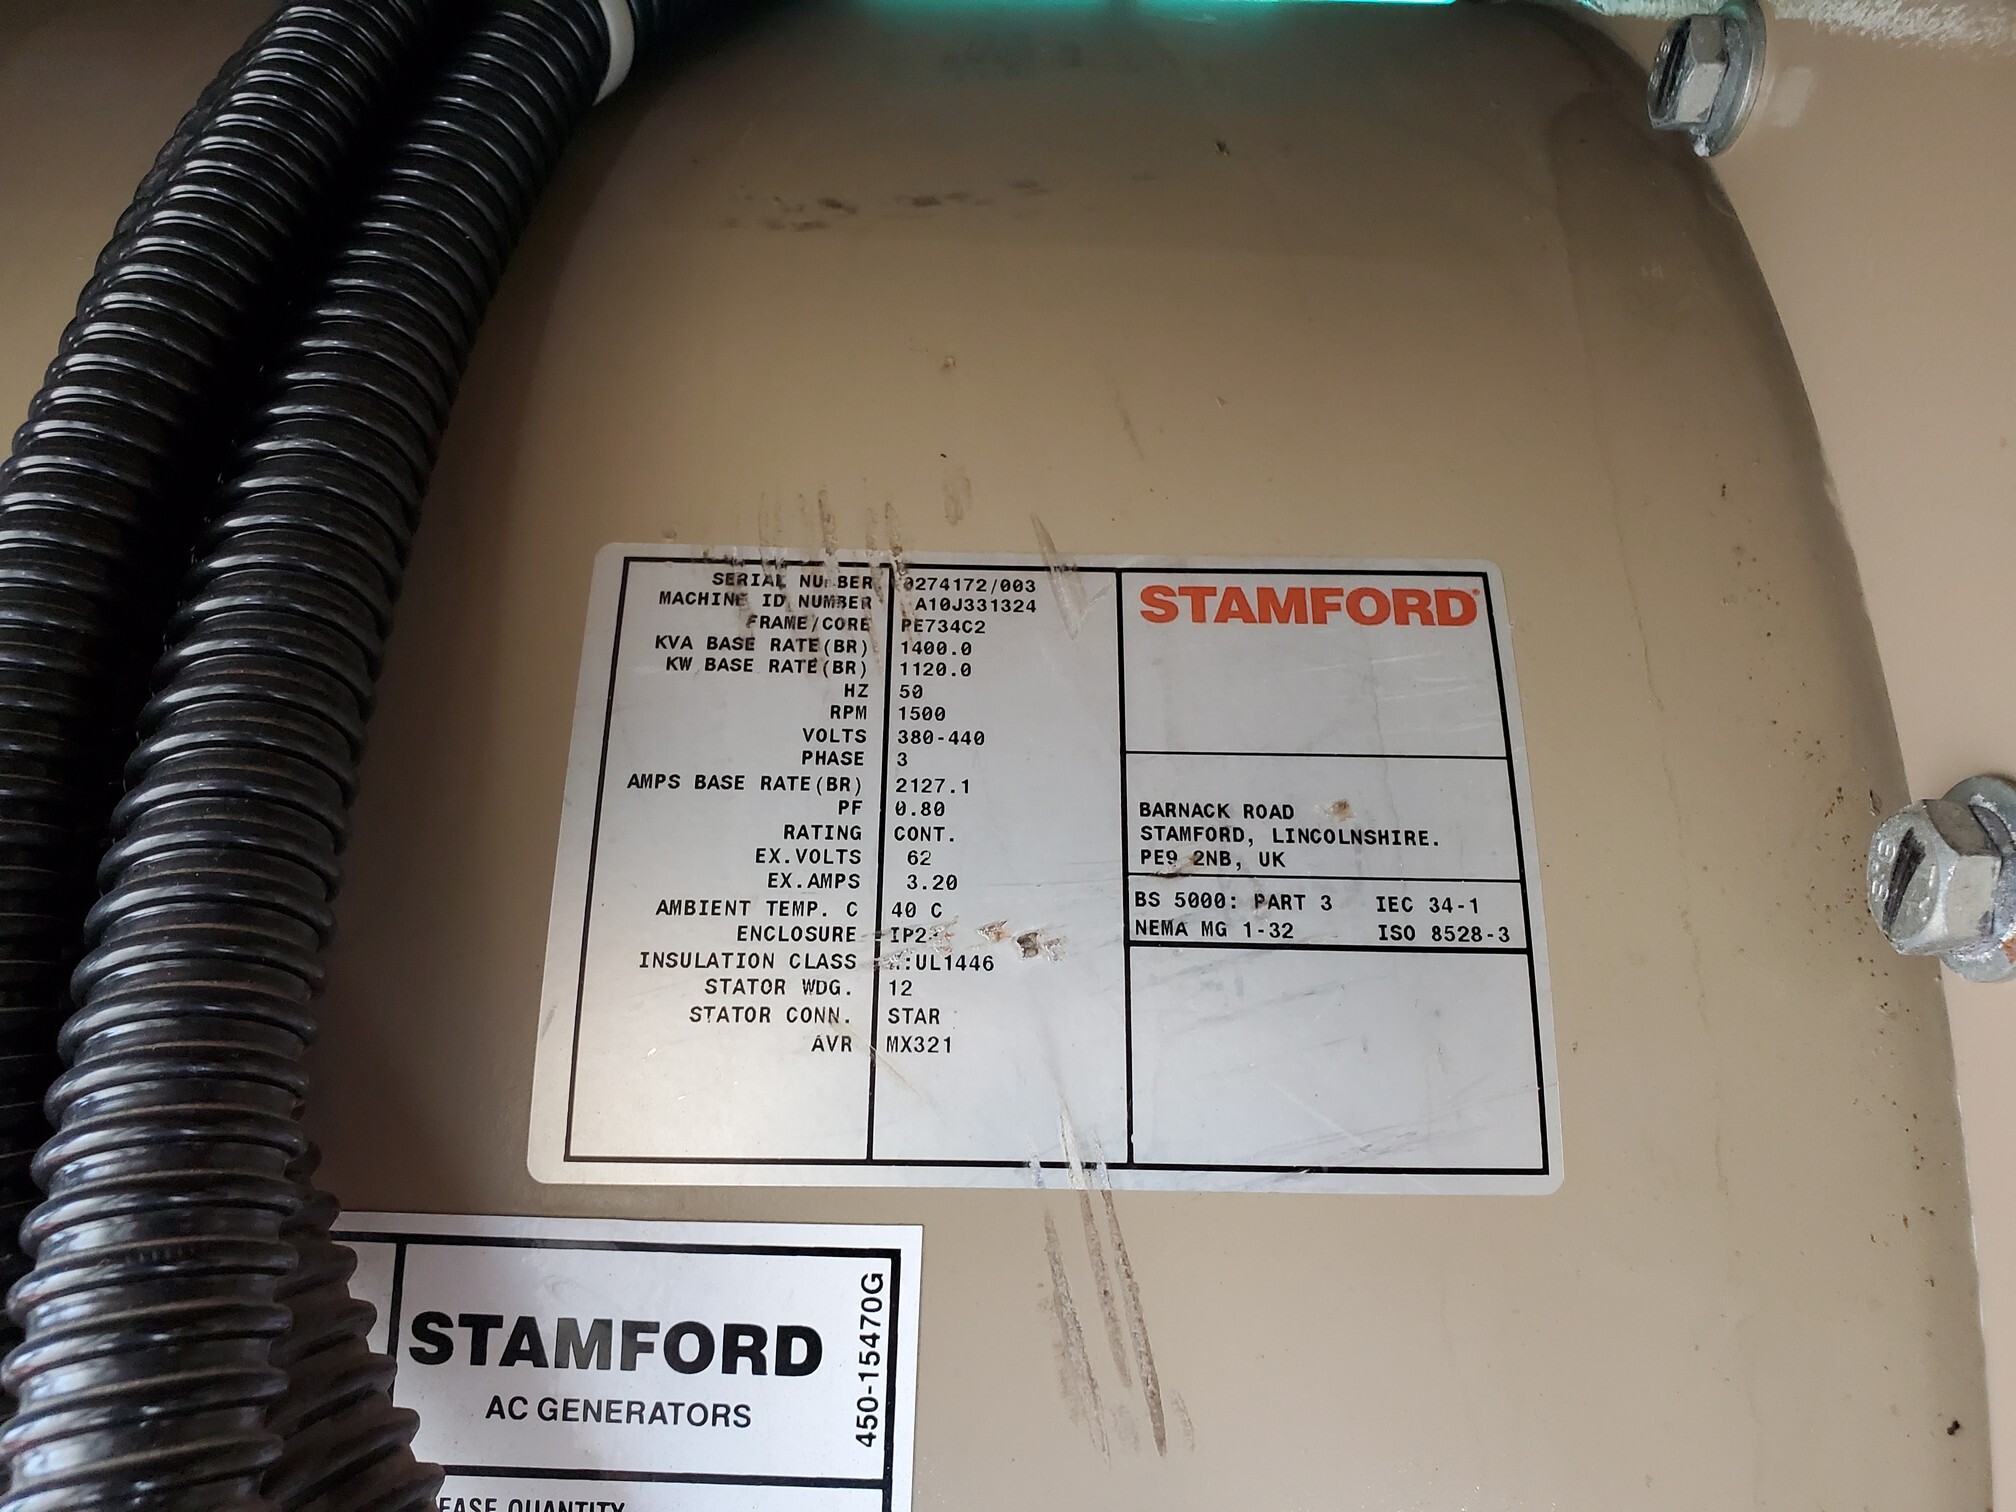 SERIAL NUMBER 0274172/003
MACHINE ID NUMBER A10J331324
FRAME/CORE PE734C2
KVA BASE RATE(BR) 1400.0
KW BASE RATE(BR) 1120.0
HZ 50
RPM 1500
VOLTS 380-440
PHASE 3
AMPS BASE RATE(BR) 2127.1
PF 0.80
RATING CONT.
EX.VOLTS 62
EX.AMPS 3.20
AMBIENT TEMP. C 40 C
ENCLOSURE
INSULATION CLASS UL1446
STATOR WDG. 12
STATOR CONN. STAR
AVR MX321
STAMFORD
BARNACK ROAD
STAMFORD, LINCOLNSHIRE.
PE9 2NB, UK
BS 5000: PART 3 IEC 34-1
NEMA MG 1-32 ISO 8528-3
STAMFORD
AC GENERATORS
450-15470G
QUANTITY